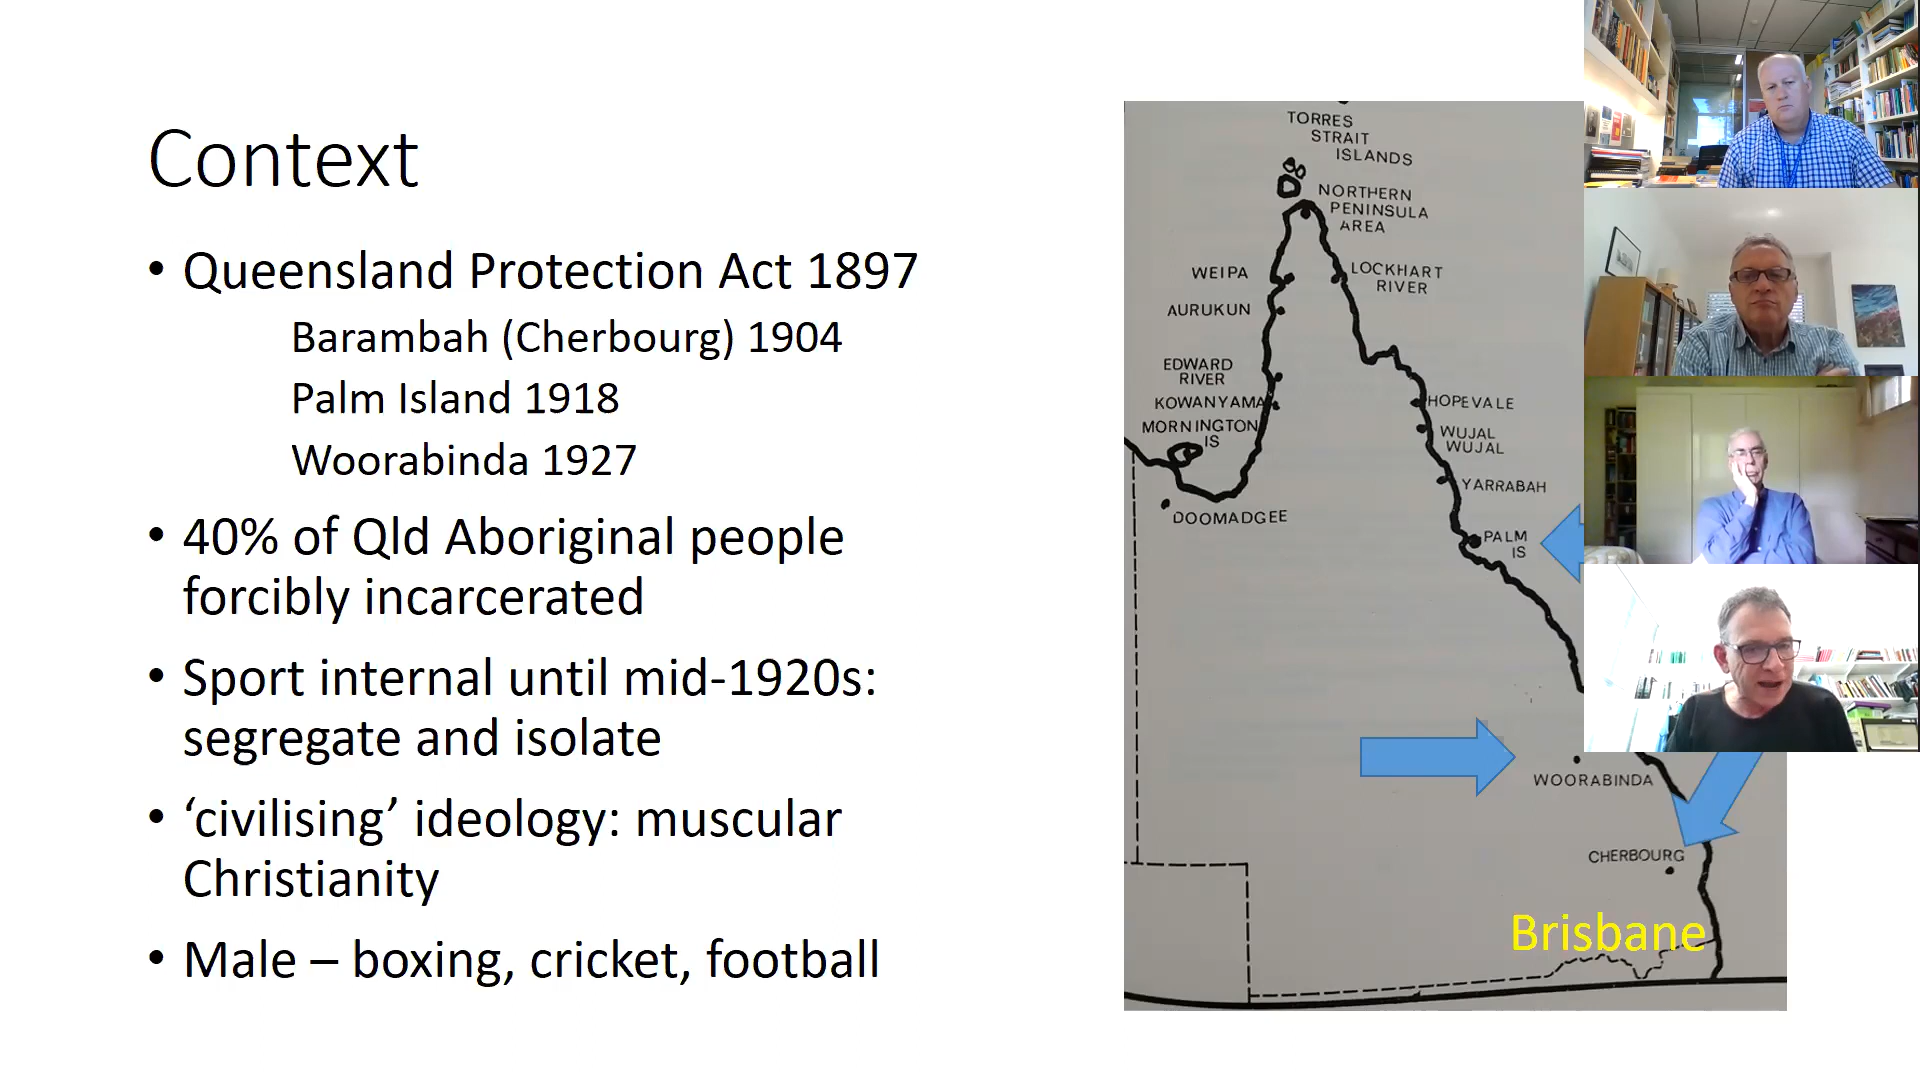 Context
• Queensland Protection Act 1897
Barambah (Cherbourg) 1904
Palm Island 1918
Woorabinda 1927
• 40% of Qld Aboriginal people
forcibly incarcerated
• Sport internal until mid-1920s:
segregate and isolate
• ‘civilising’ ideology: muscular
Christianity
• Male – boxing, cricket, football
TORRES
STRAIT
ISLANDS
NORTHERN
PENINSULA
AREA
WEIPA
LOCKHART
RIVER
AURUKUN
EDWARD
RIVER
KOWANYAMA
MORNINGTON
IS
HOPEVALE
WUJAL
WUJAL
YARRABAH
DOOMADGEE
PALM
IS
WOORABINDA
CHERBOURG
Brisbane